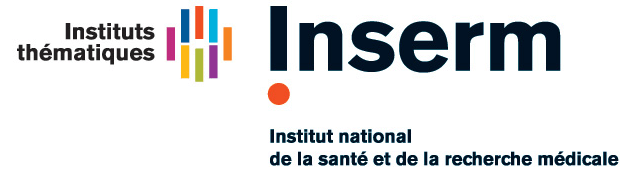 Instituts
thématiques
Inserm
Institut national
de la santé et de la recherche médicale